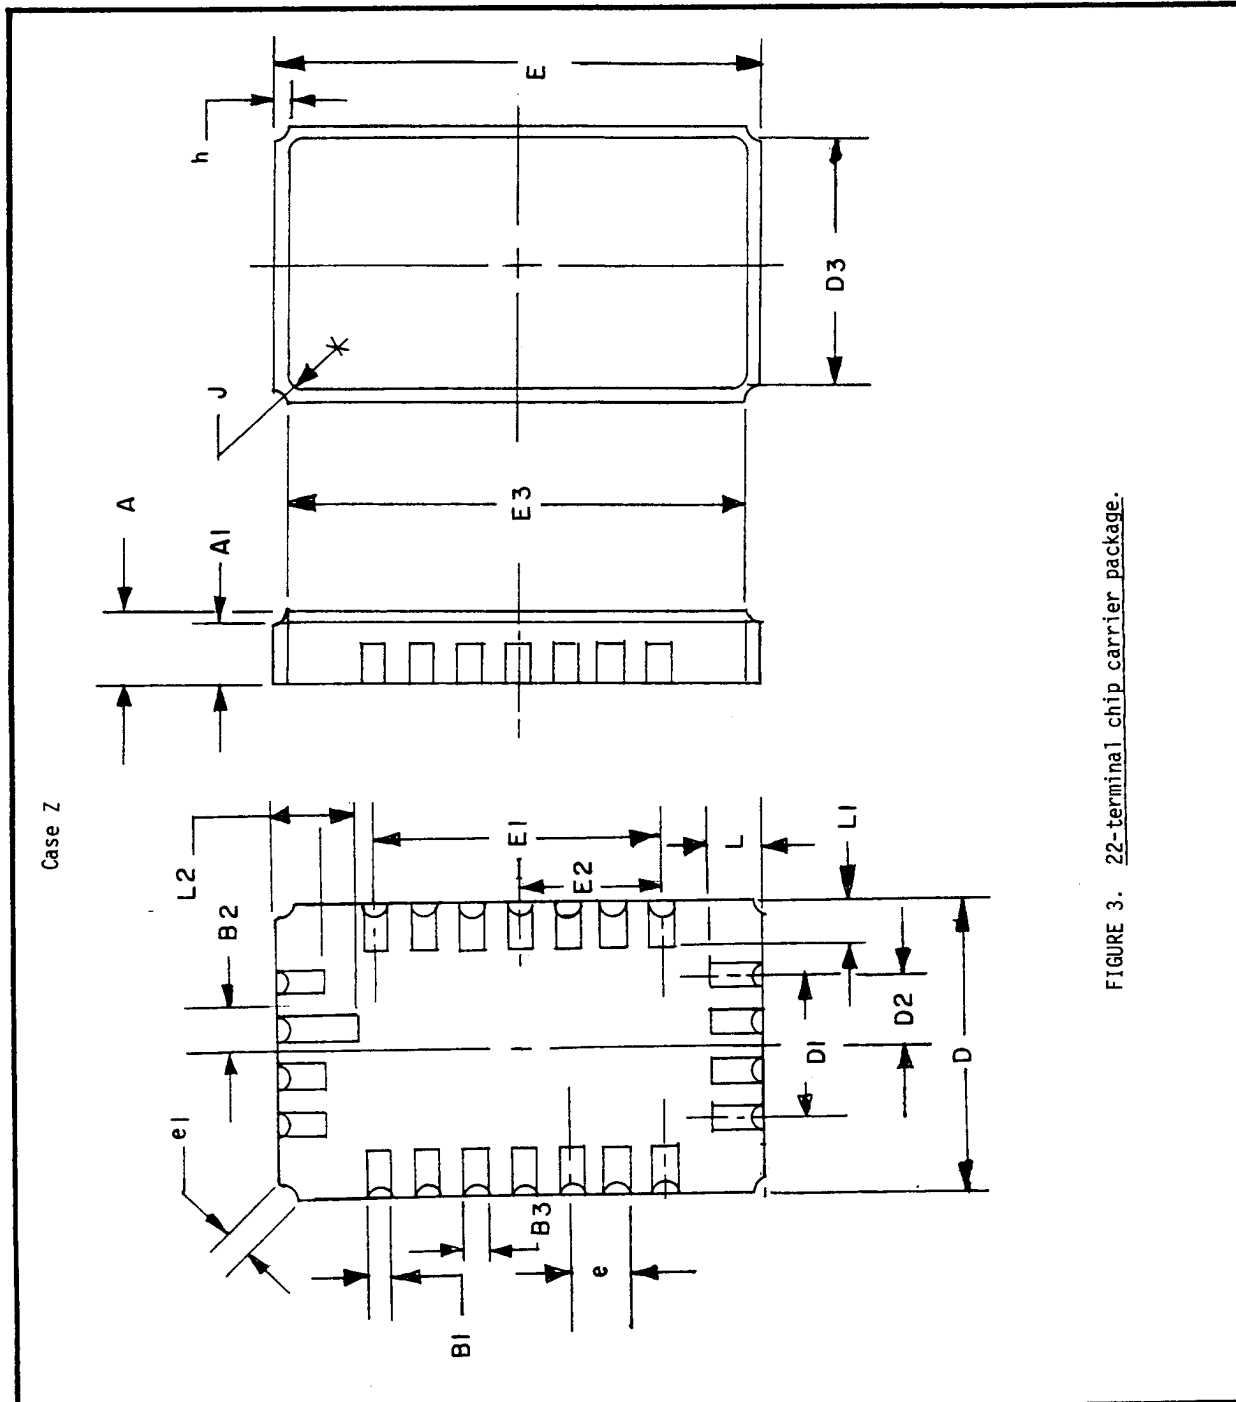 Case Z
h
E
J
D3
A
A1
E3
L2
B2
E1
E2
L
L1
D2
D1
D
e1
B3
B1
e
FIGURE 3. 22-terminal chip carrier package.